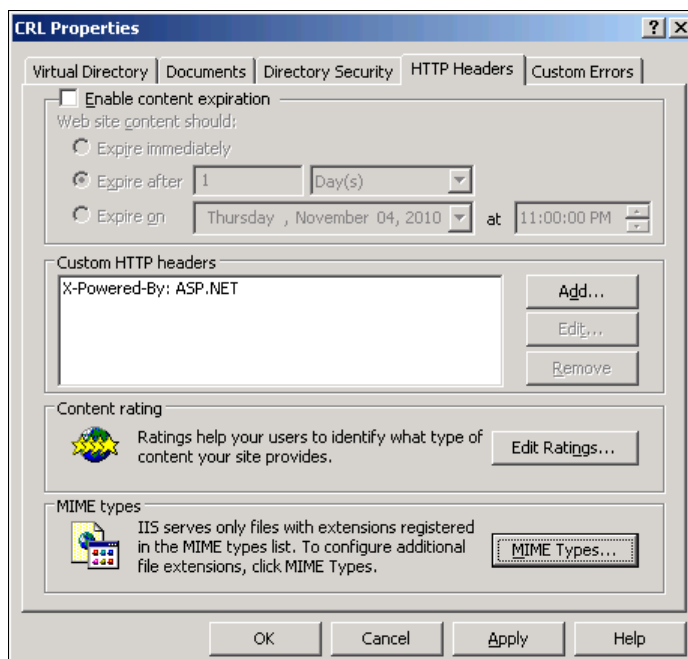 CRL Properties
Virtual Directory Documents Directory Security HTTP Headers Custom Errors
Enable content expiration
Web site content should:
Expire immediately
Expire after 1 Day(s)
Expire on Thursday , November 04, 2010 at 11:00:00 PM
Custom HTTP headers
X-Powered-By: ASP.NET
Add...
Edit...
Remove
Content rating
Ratings help your users to identify what type of
content your site provides.
Edit Ratings...
MIME types
IIS serves only files with extensions registered
in the MIME types list. To configure additional
file extensions, click MIME Types.
MIME Types...
OK Cancel Apply Help